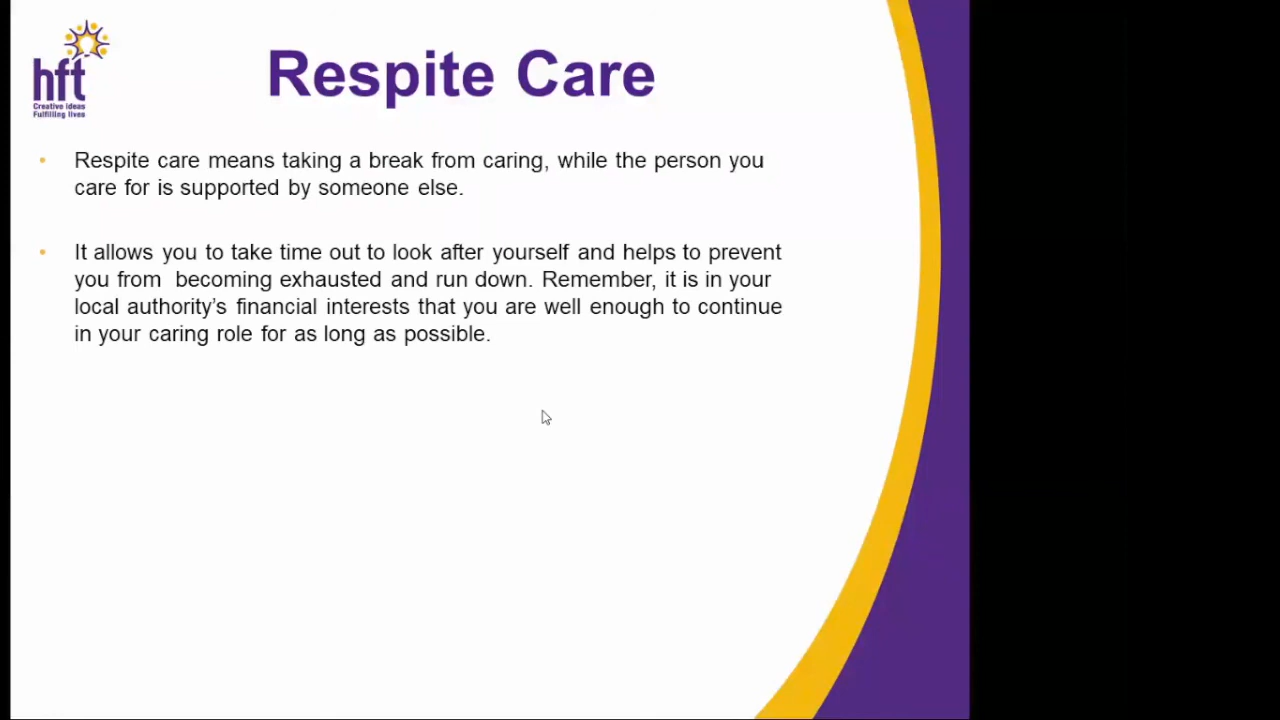 hft
Creative ideas
Fulfilling lives
Respite Care
• Respite care means taking a break from caring, while the person you
care for is supported by someone else.
• It allows you to take time out to look after yourself and helps to prevent
you from  becoming exhausted and run down. Remember, it is in your
local authority’s financial interests that you are well enough to continue
in your caring role for as long as possible.